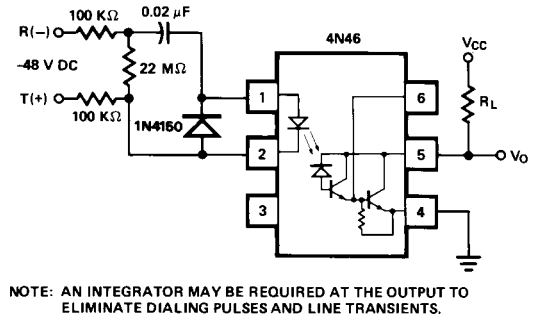 100 KΩ
0.02 μF
R(−)
4N46
-48 V DC
22 MΩ
VCC
T(+)
100 KΩ
1N4150
RL
1
6
2
5
VO
3
4
NOTE: AN INTEGRATOR MAY BE REQUIRED AT THE OUTPUT TO
ELIMINATE DIALING PULSES AND LINE TRANSIENTS.